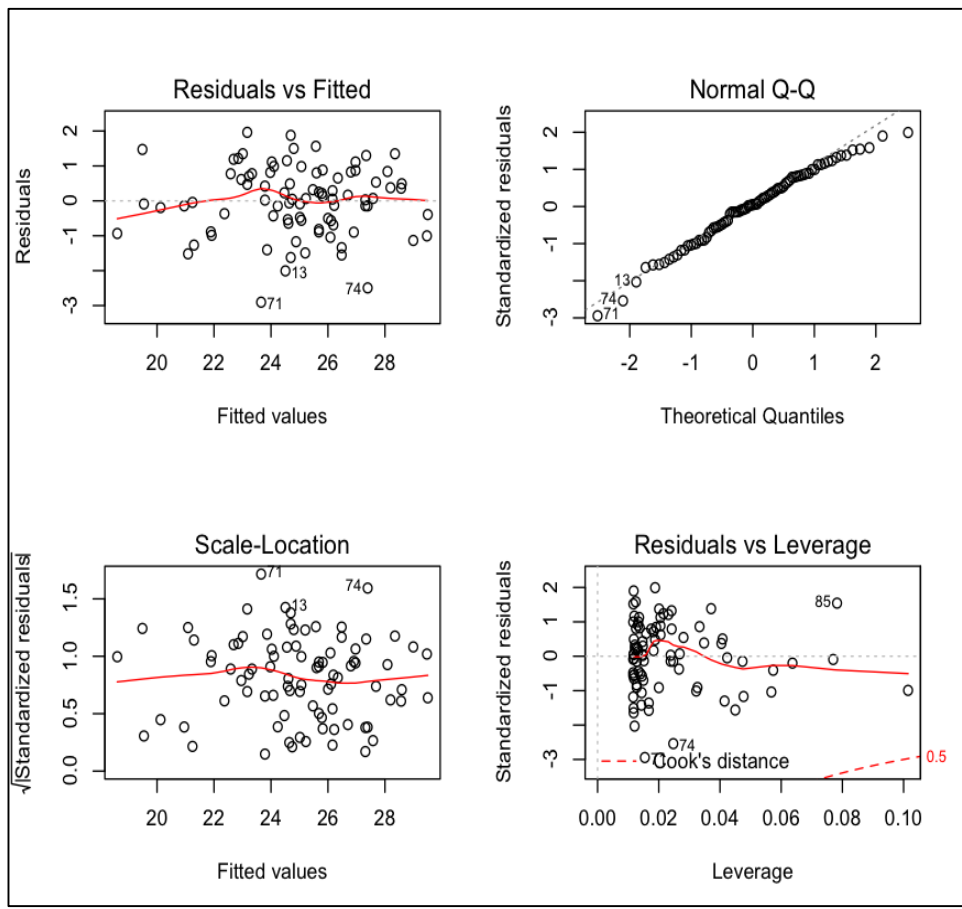 Residuals vs Fitted
Residuals
2
1
0
-1
-3
13
71
74
20 22 24 26 28
Fitted values
Normal Q-Q
Standardized residuals
2
1
0
-1
-2
-3
13
74
71
-2 -1 0 1 2
Theoretical Quantiles
Scale-Location
√|Standardized residuals|
1.5
1.0
0.5
0.0
71
74
13
20 22 24 26 28
Fitted values
Residuals vs Leverage
Standardized residuals
2
1
0
-1
-3
85
74
71
Cook's distance
0.5
0.00 0.02 0.04 0.06 0.08 0.10
Leverage